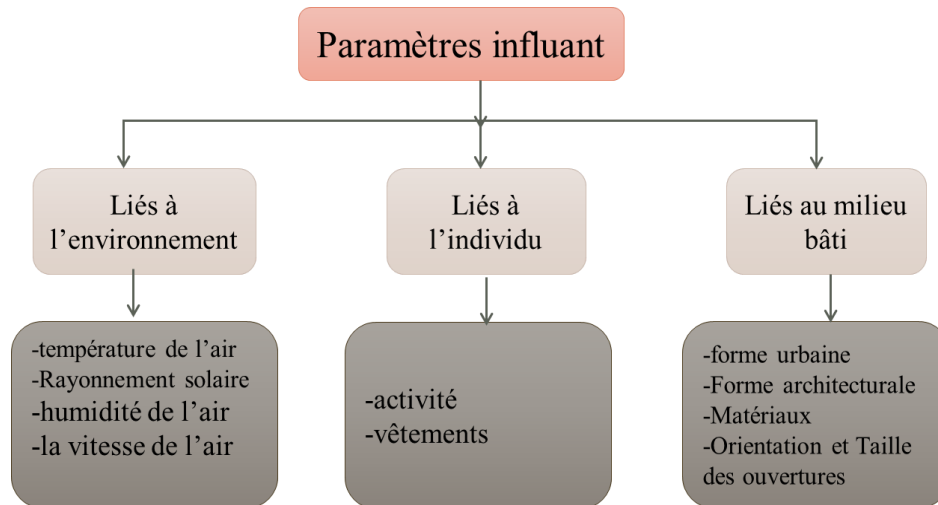 Paramètres influant
Liés à
l’environnement
Liés à
l’individu
Liés au milieu
bâti
-température de l’air
-Rayonnement solaire
-humidité de l’air
-la vitesse de l’air
-activité
-vêtements
-forme urbaine
-Forme architecturale
-Matériaux
-Orientation et Taille
des ouvertures